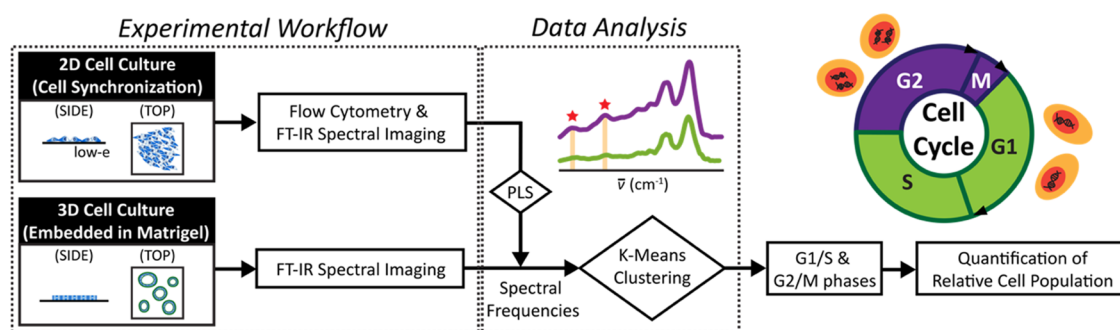 Experimental Workflow
Data Analysis
2D Cell Culture
(Cell Synchronization)
(SIDE)
(TOP)
low-e
Flow Cytometry &
FT-IR Spectral Imaging
3D Cell Culture
(Embedded in Matrigel)
(SIDE)
(TOP)
FT-IR Spectral Imaging
PLS
ν̅ (cm⁻¹)
Spectral
Frequencies
K-Means
Clustering
G1/S &
G2/M phases
Quantification of
Relative Cell Population
G2
M
G1
S
Cell
Cycle